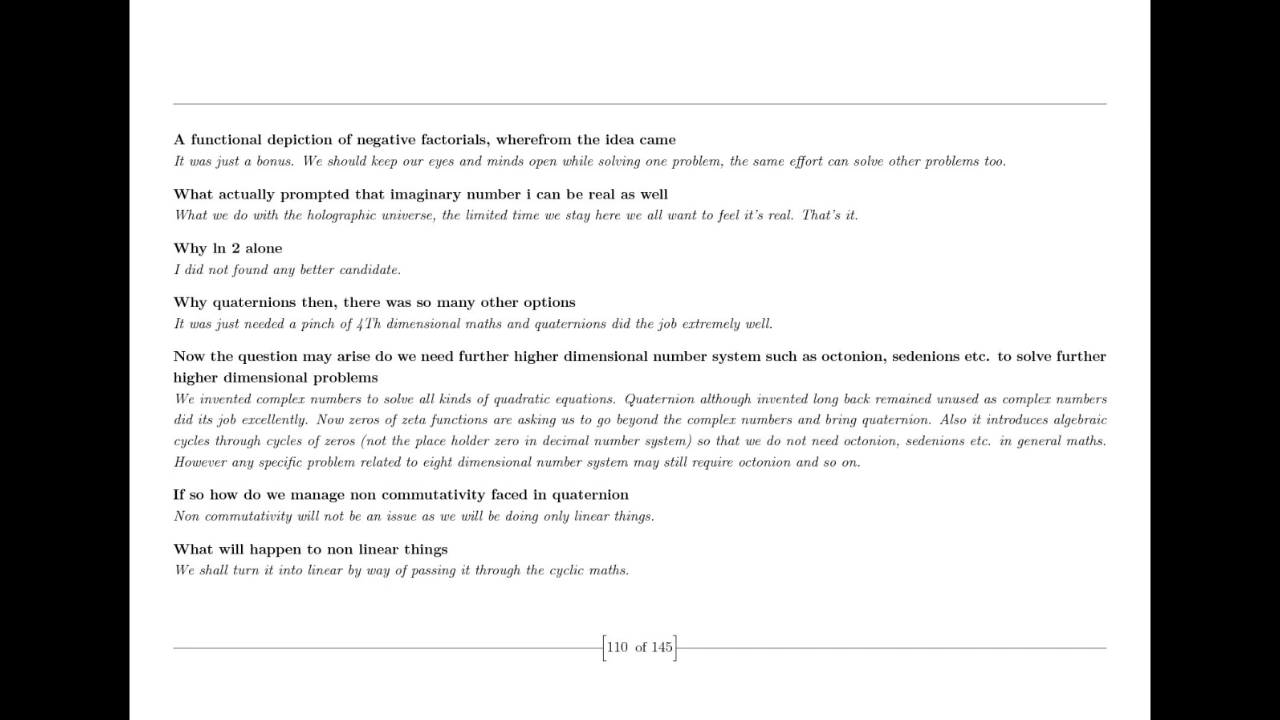 A functional depiction of negative factorials, wherefrom the idea came
It was just a bonus. We should keep our eyes and minds open while solving one problem, the same effort can solve other problems too.
What actually prompted that imaginary number i can be real as well
What we do with the holographic universe, the limited time we stay here we all want to feel it's real. That's it.
Why ln 2 alone
I did not found any better candidate.
Why quaternions then, there was so many other options
It was just needed a pinch of 4Th dimensional maths and quaternions did the job extremely well.
Now the question may arise do we need further higher dimensional number system such as octonion, sedenions etc. to solve further
higher dimensional problems
We invented complex numbers to solve all kinds of quadratic equations. Quaternion although invented long back remained unused as complex numbers
did its job excellently. Now zeros of zeta functions are asking us to go beyond the complex numbers and bring quaternion. Also it introduces algebraic
cycles through cycles of zeros (not the place holder zero in decimal number system) so that we do not need octonion, sedenions etc. in general maths.
However any specific problem related to eight dimensional number system may still require octonion and so on.
If so how do we manage non commutativity faced in quaternion
Non commutativity will not be an issue as we will be doing only linear things.
What will happen to non linear things
We shall turn it into linear by way of passing it through the cyclic maths.
[110 of 145]